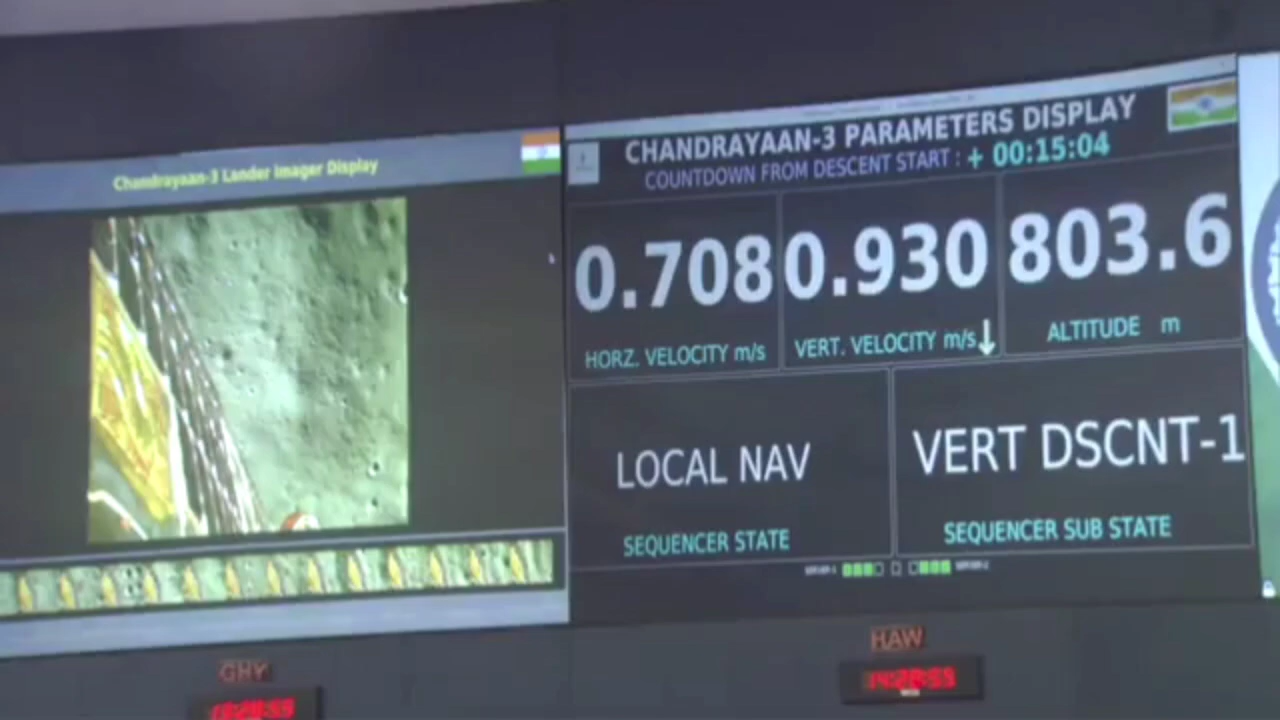 Chandrayaan-3 Lander Imager Display
CHANDRAYAAN-3 PARAMETERS DISPLAY
COUNTDOWN FROM DESCENT START : + 00:15:04
0.708
HORZ. VELOCITY m/s
0.930
VERT. VELOCITY m/s↓
803.6
ALTITUDE m
LOCAL NAV
SEQUENCER STATE
VERT DSCNT-1
SEQUENCER SUB STATE
GHY
HAW